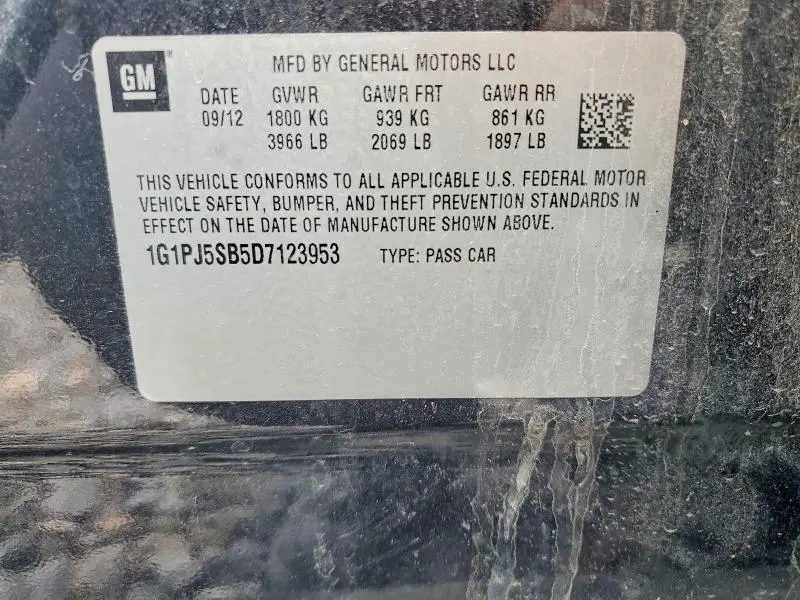 GM
MFD BY GENERAL MOTORS LLC
DATE GVWR GAWR FRT GAWR RR
09/12 1800 KG 939 KG 861 KG
3966 LB 2069 LB 1897 LB
THIS VEHICLE CONFORMS TO ALL APPLICABLE U.S. FEDERAL MOTOR
VEHICLE SAFETY, BUMPER, AND THEFT PREVENTION STANDARDS IN
EFFECT ON THE DATE OF MANUFACTURE SHOWN ABOVE.
1G1PJ5SB5D7123953 TYPE: PASS CAR